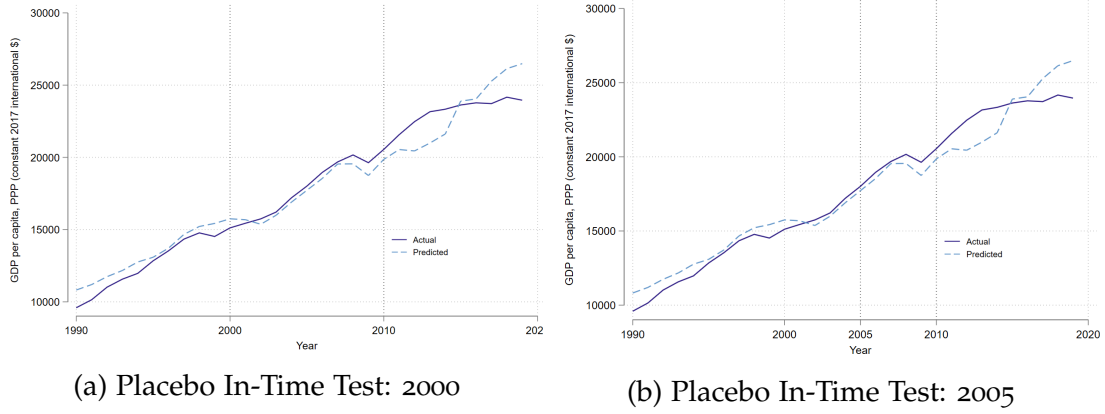 30000
25000
20000
15000
10000
GDP per capita, PPP (constant 2017 international $)
Actual
Predicted
1990
2000
2010
202
Year
(a) Placebo In-Time Test: 2000
30000
25000
20000
15000
10000
GDP per capita, PPP (constant 2017 international $)
Actual
Predicted
1990
2000
2005
2010
2020
Year
(b) Placebo In-Time Test: 2005